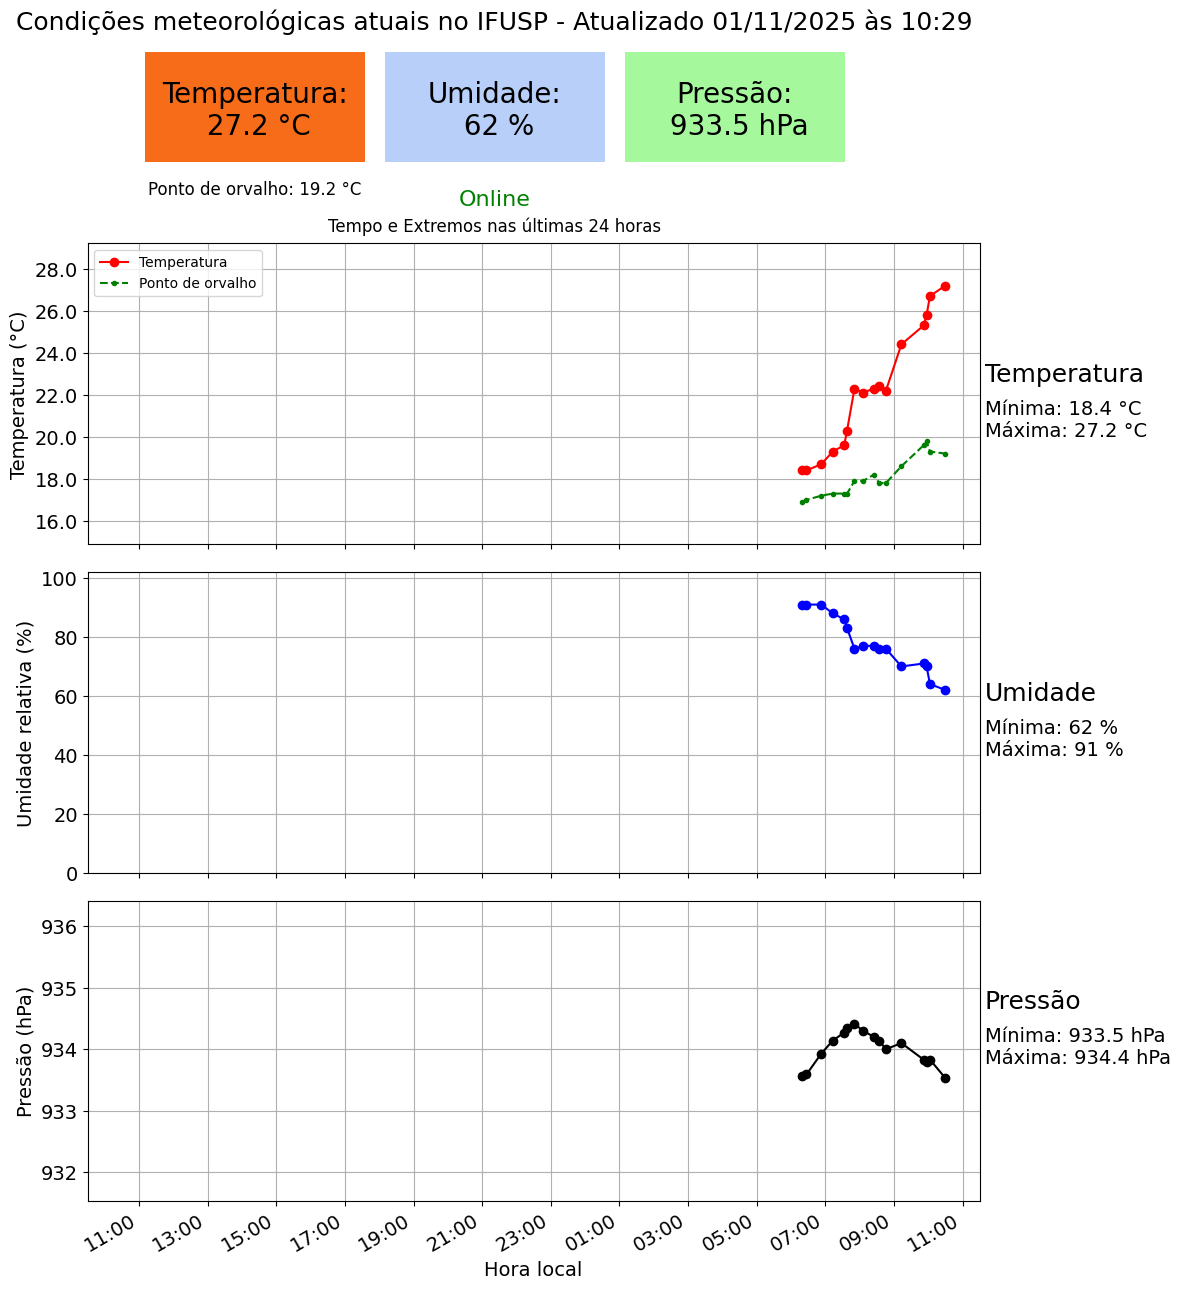 Condições meteorológicas atuais no IFUSP - Atualizado 01/11/2025 às 10:29
Temperatura:
27.2 °C
Umidade:
62 %
Pressão:
933.5 hPa
Ponto de orvalho: 19.2 °C
Online
Tempo e Extremos nas últimas 24 horas
Temperatura (°C)
28.0
26.0
24.0
22.0
20.0
18.0
16.0
Temperatura
Ponto de orvalho
Temperatura
Mínima: 18.4 °C
Máxima: 27.2 °C
Umidade relativa (%)
100
80
60
40
20
0
Umidade
Mínima: 62 %
Máxima: 91 %
Pressão (hPa)
936
935
934
933
932
Pressão
Mínima: 933.5 hPa
Máxima: 934.4 hPa
11:00
13:00
15:00
17:00
19:00
21:00
23:00
01:00
03:00
05:00
07:00
09:00
11:00
Hora local